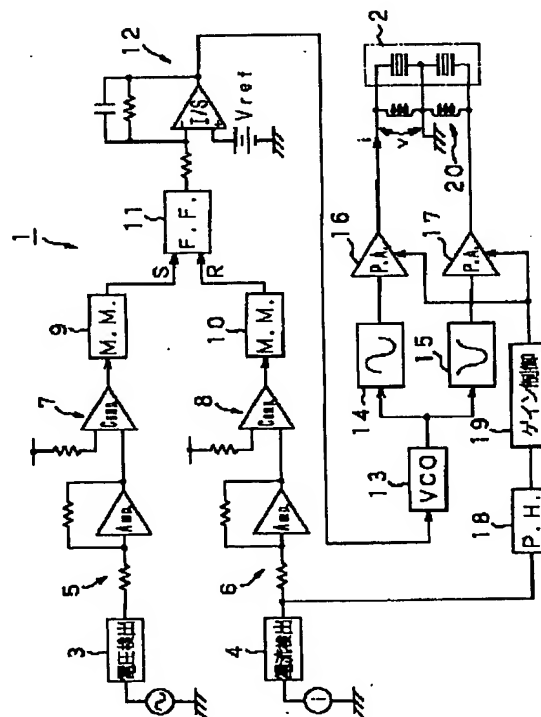 1
3
電圧検出
5
Amp
7
Comp.
9
M.M.
S
4
電流検出
6
Amp
8
Comp.
10
M.M.
R
11
F.F.
I/S
Vref
12
13
VCO
14
15
16
P.A.
17
P.A.
18
P.H.
19
ゲイン制御
i
v
20
2